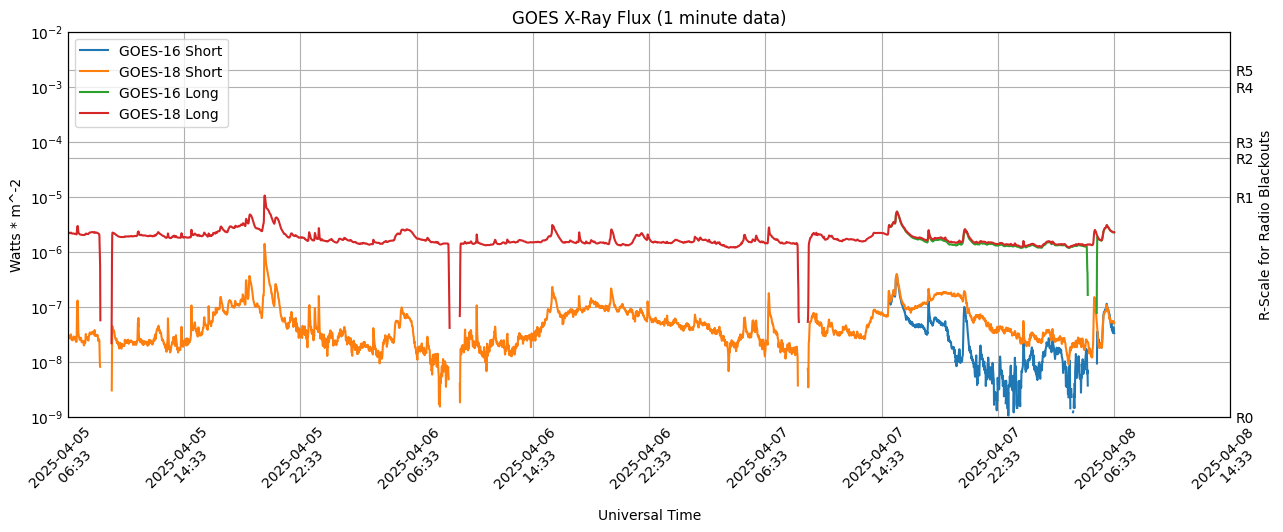 GOES X-Ray Flux (1 minute data)
GOES-16 Short
GOES-18 Short
GOES-16 Long
GOES-18 Long
10^-2
10^-3
10^-4
10^-5
10^-6
10^-7
10^-8
10^-9
Watts * m^-2
R5
R4
R3
R2
R1
R0
R-Scale for Radio Blackouts
2025-04-05
06:33
2025-04-05
14:33
2025-04-05
22:33
2025-04-06
06:33
2025-04-06
14:33
2025-04-06
22:33
2025-04-07
06:33
2025-04-07
14:33
2025-04-07
22:33
2025-04-08
06:33
2025-04-08
14:33
Universal Time